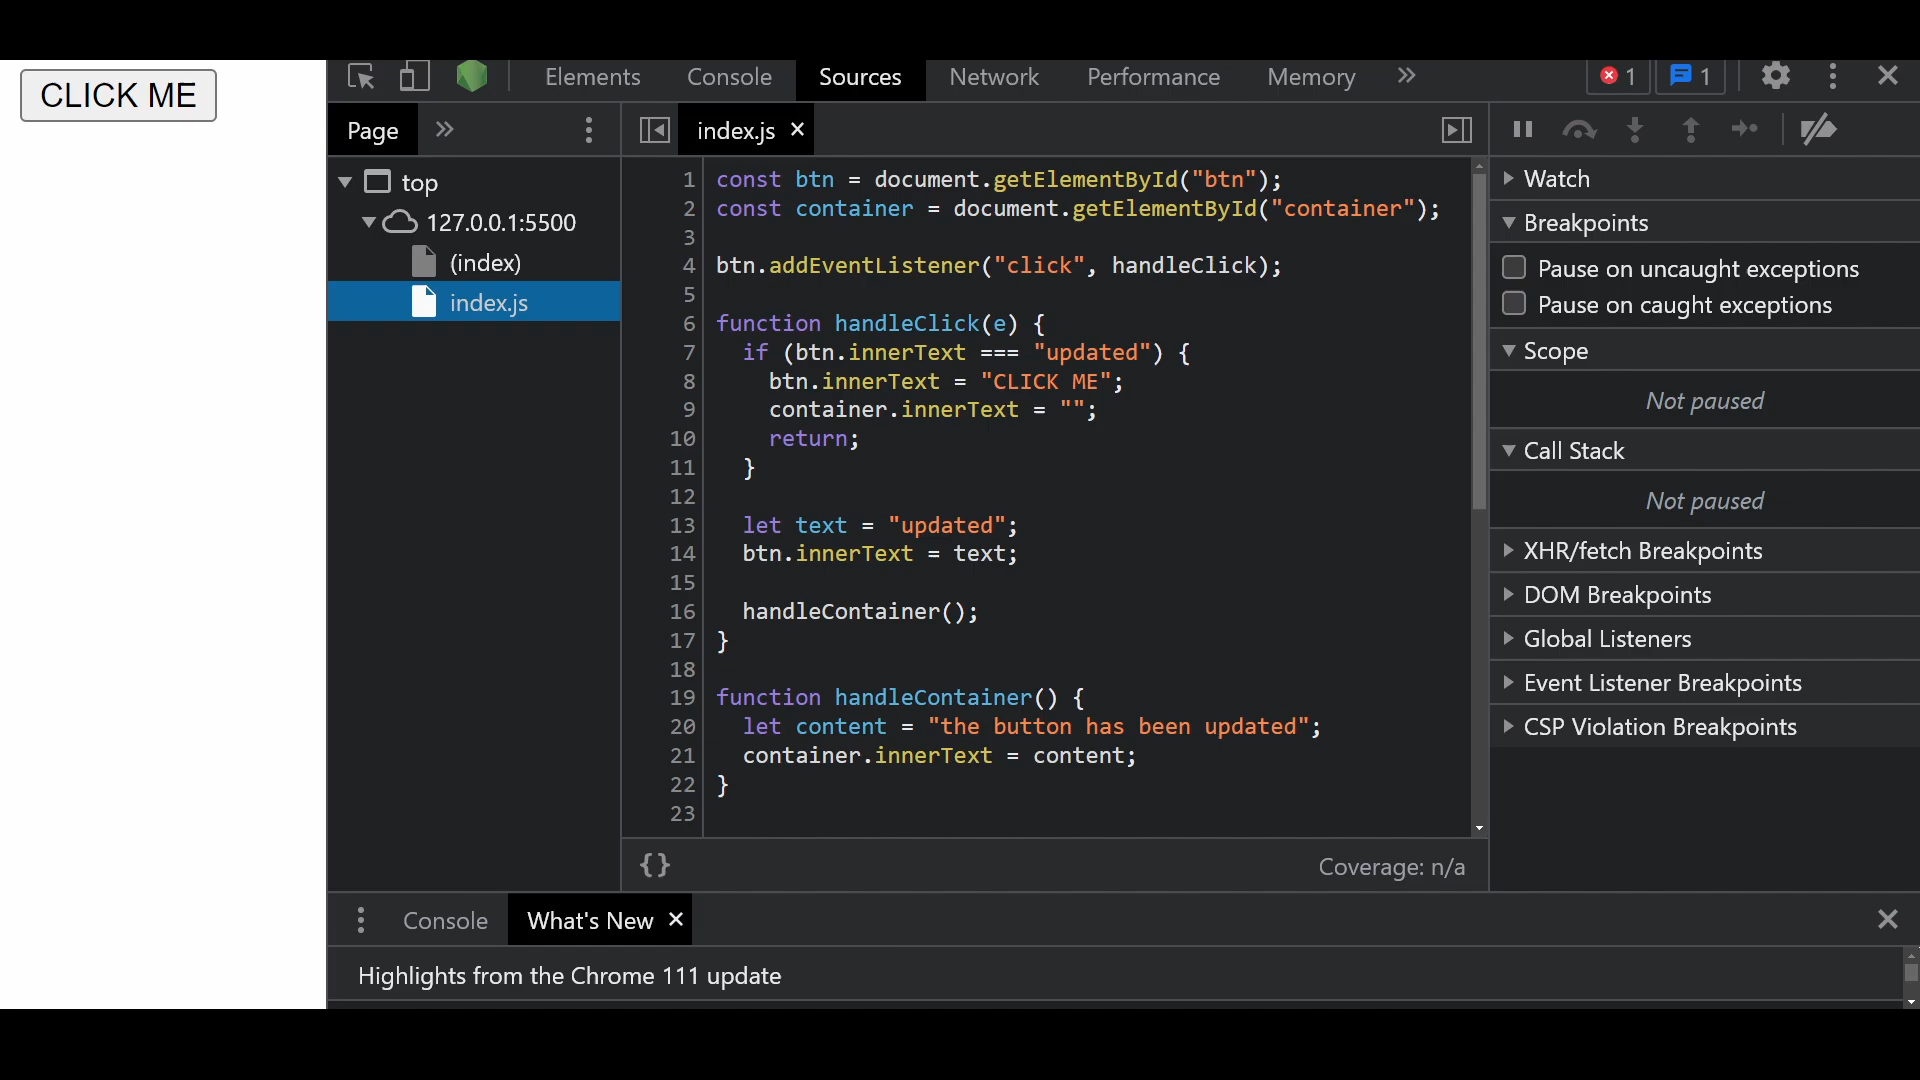 CLICK ME
Elements Console Sources Network Performance Memory 1 1
Page
index.js
top
127.0.0.1:5500
(index)
index.js
1 const btn = document.getElementById("btn");
2 const container = document.getElementById("container");
3
4 btn.addEventListener("click", handleClick);
5
6 function handleClick(e) {
7 if (btn.innerText === "updated") {
8 btn.innerText = "CLICK ME";
9 container.innerText = "";
10 return;
11 }
12
13 let text = "updated";
14 btn.innerText = text;
15
16 handleContainer();
17 }
18
19 function handleContainer() {
20 let content = "the button has been updated";
21 container.innerText = content;
22 }
23
{} Coverage: n/a
Watch
Breakpoints
Pause on uncaught exceptions
Pause on caught exceptions
Scope
Not paused
Call Stack
Not paused
XHR/fetch Breakpoints
DOM Breakpoints
Global Listeners
Event Listener Breakpoints
CSP Violation Breakpoints
Console What's New
Highlights from the Chrome 111 update